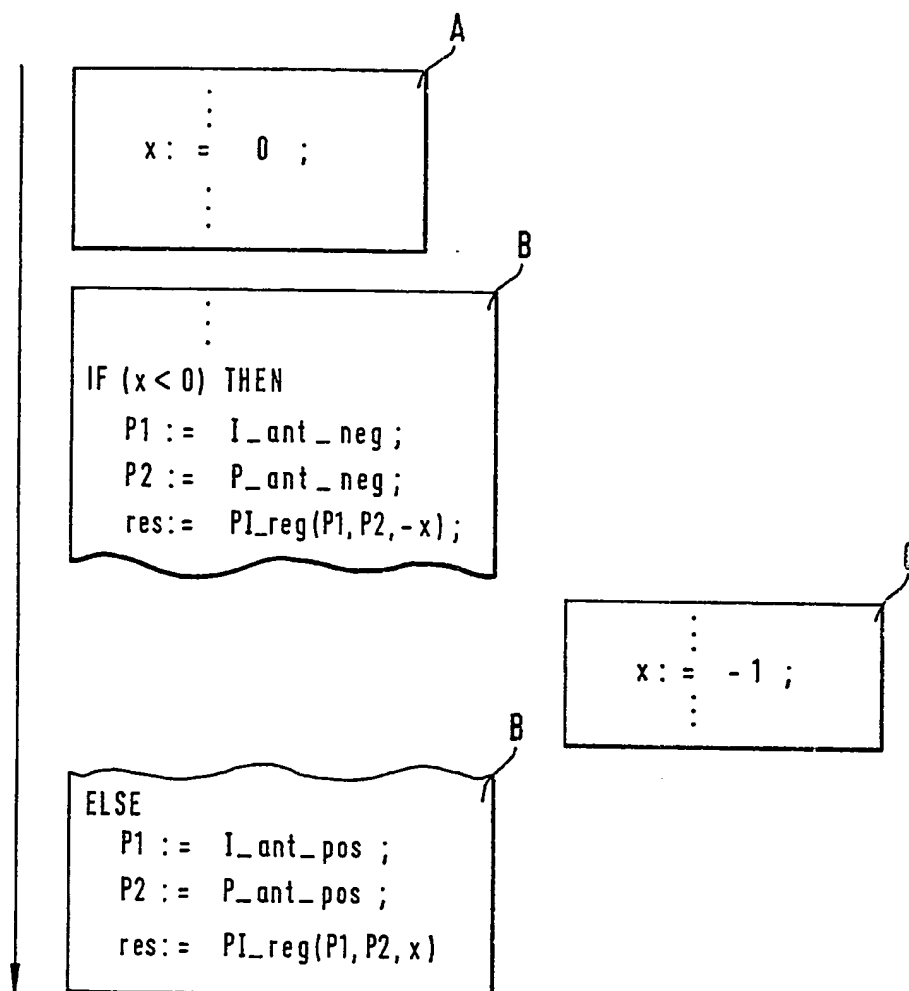 A
x := 0 ;
B
IF (x < 0) THEN
P1 := I_ant_neg ;
P2 := P_ant_neg ;
res := PI_reg(P1, P2, -x) ;
x := -1 ;
B
ELSE
P1 := I_ant_pos ;
P2 := P_ant_pos ;
res := PI_reg(P1, P2, x)